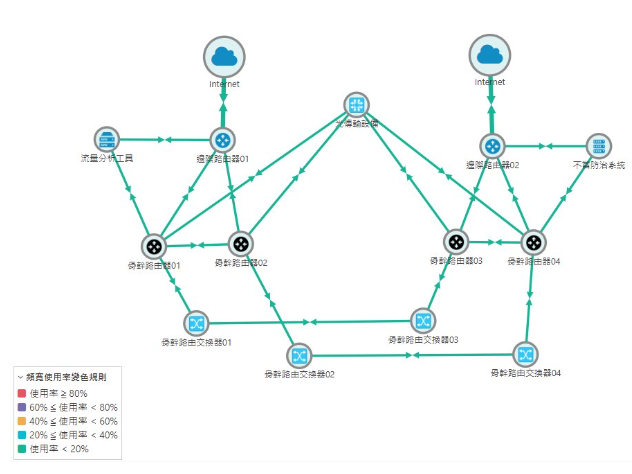 Internet
Internet
光傳輸設備
流量分析工具
邊際路由器01
邊際路由器02
不當防治系統
骨幹路由器01
骨幹路由器02
骨幹路由器03
骨幹路由器04
骨幹路由交換器01
骨幹路由交換器03
骨幹路由交換器02
骨幹路由交換器04
頻寬使用率變色規則
使用率 ≧ 80%
60% ≦ 使用率 < 80%
40% ≦ 使用率 < 60%
20% ≦ 使用率 < 40%
使用率 < 20%